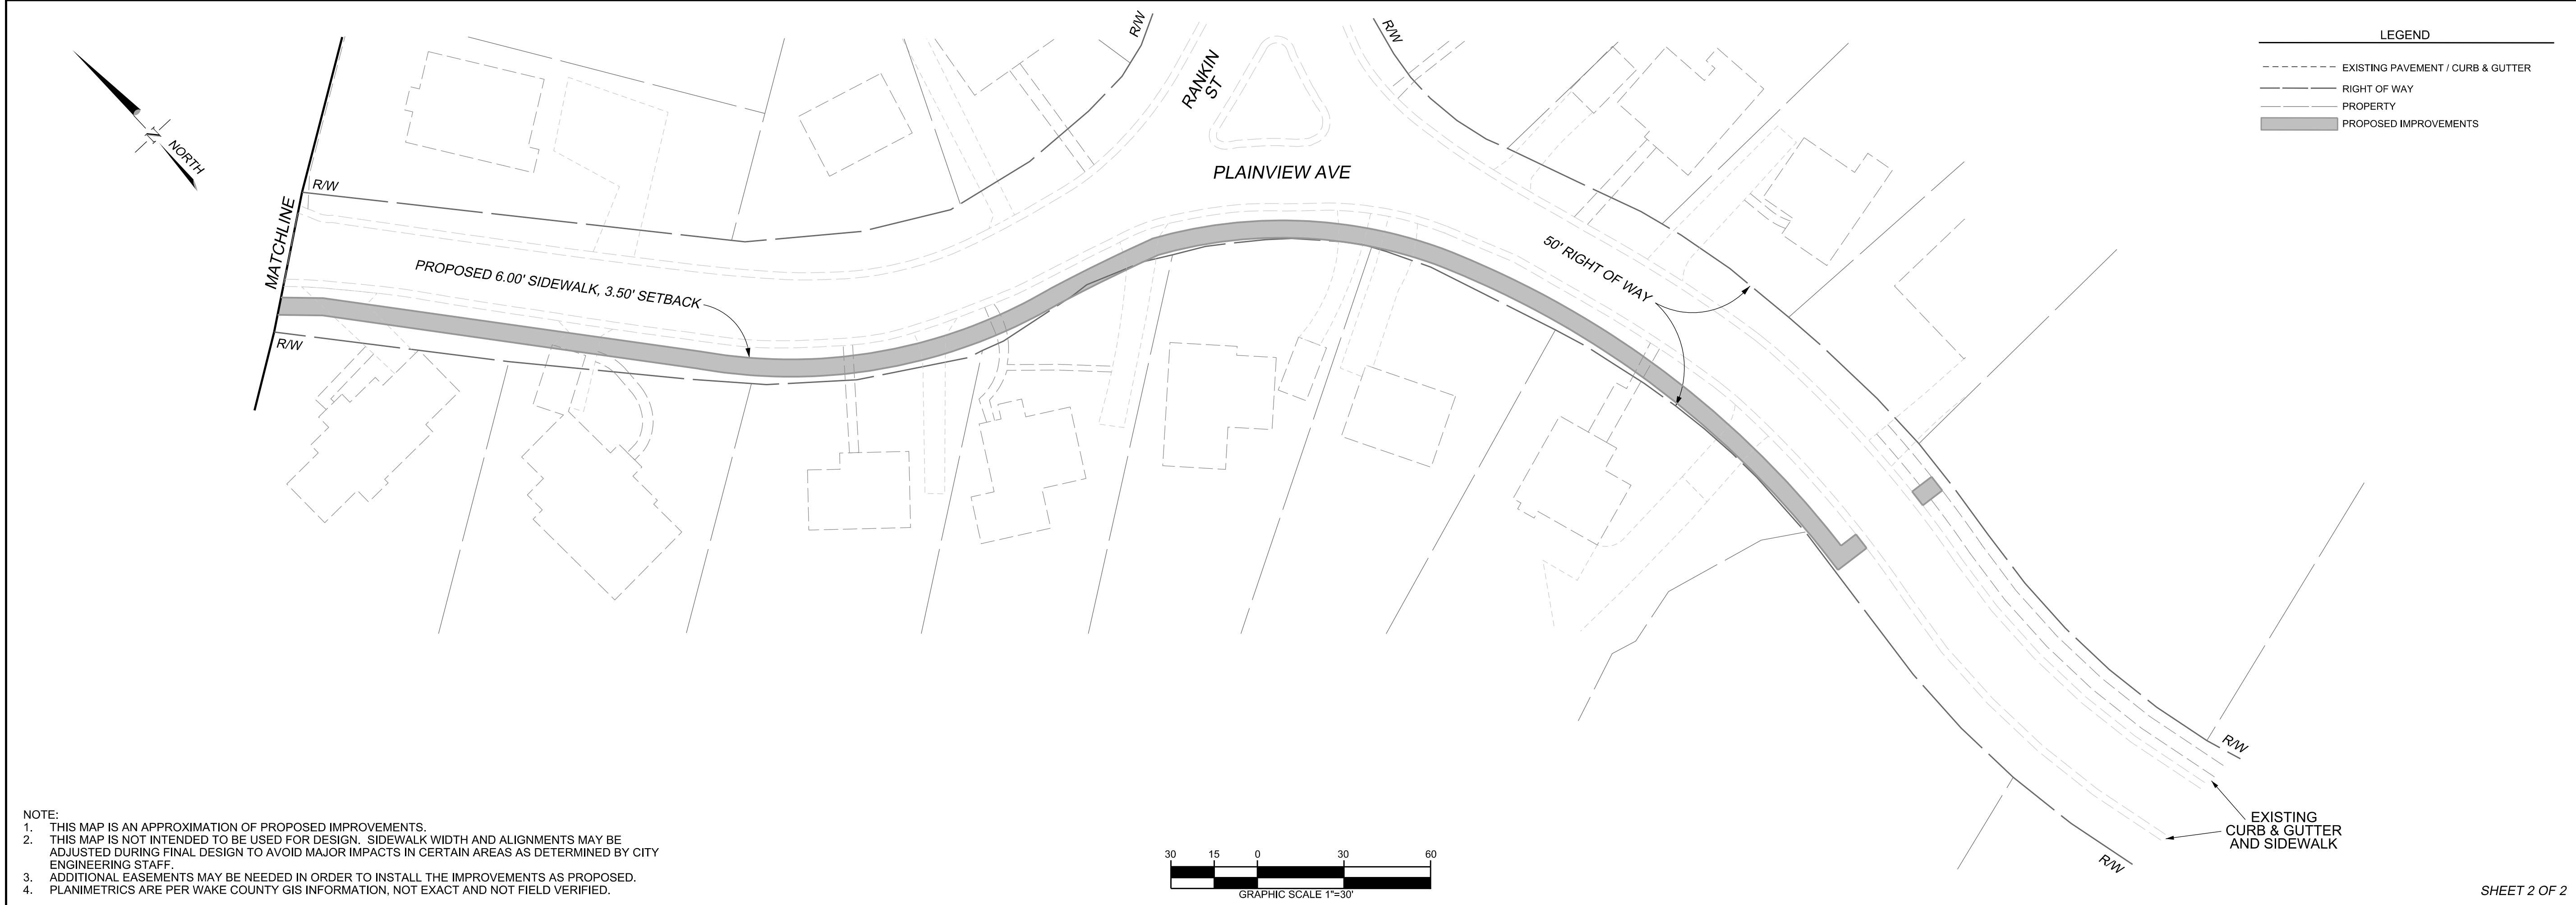 R/W
R/W
LEGEND
EXISTING PAVEMENT / CURB & GUTTER
RIGHT OF WAY
PROPERTY
PROPOSED IMPROVEMENTS
N
NORTH
RANKIN
ST
PLAINVIEW AVE
R/W
MATCHLINE
PROPOSED 6.00' SIDEWALK, 3.50' SETBACK
50' RIGHT OF WAY
R/W
R/W
EXISTING
CURB & GUTTER
AND SIDEWALK
R/W
NOTE:
1. THIS MAP IS AN APPROXIMATION OF PROPOSED IMPROVEMENTS.
2. THIS MAP IS NOT INTENDED TO BE USED FOR DESIGN. SIDEWALK WIDTH AND ALIGNMENTS MAY BE
ADJUSTED DURING FINAL DESIGN TO AVOID MAJOR IMPACTS IN CERTAIN AREAS AS DETERMINED BY CITY
ENGINEERING STAFF.
3. ADDITIONAL EASEMENTS MAY BE NEEDED IN ORDER TO INSTALL THE IMPROVEMENTS AS PROPOSED.
4. PLANIMETRICS ARE PER WAKE COUNTY GIS INFORMATION, NOT EXACT AND NOT FIELD VERIFIED.
30 15 0 30 60
GRAPHIC SCALE 1"=30'
SHEET 2 OF 2